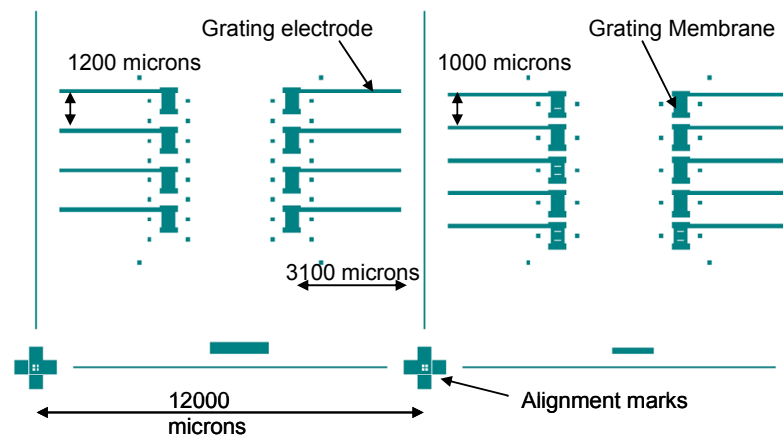 Grating electrode
Grating Membrane
1200 microns
1000 microns
3100 microns
12000
microns
Alignment marks